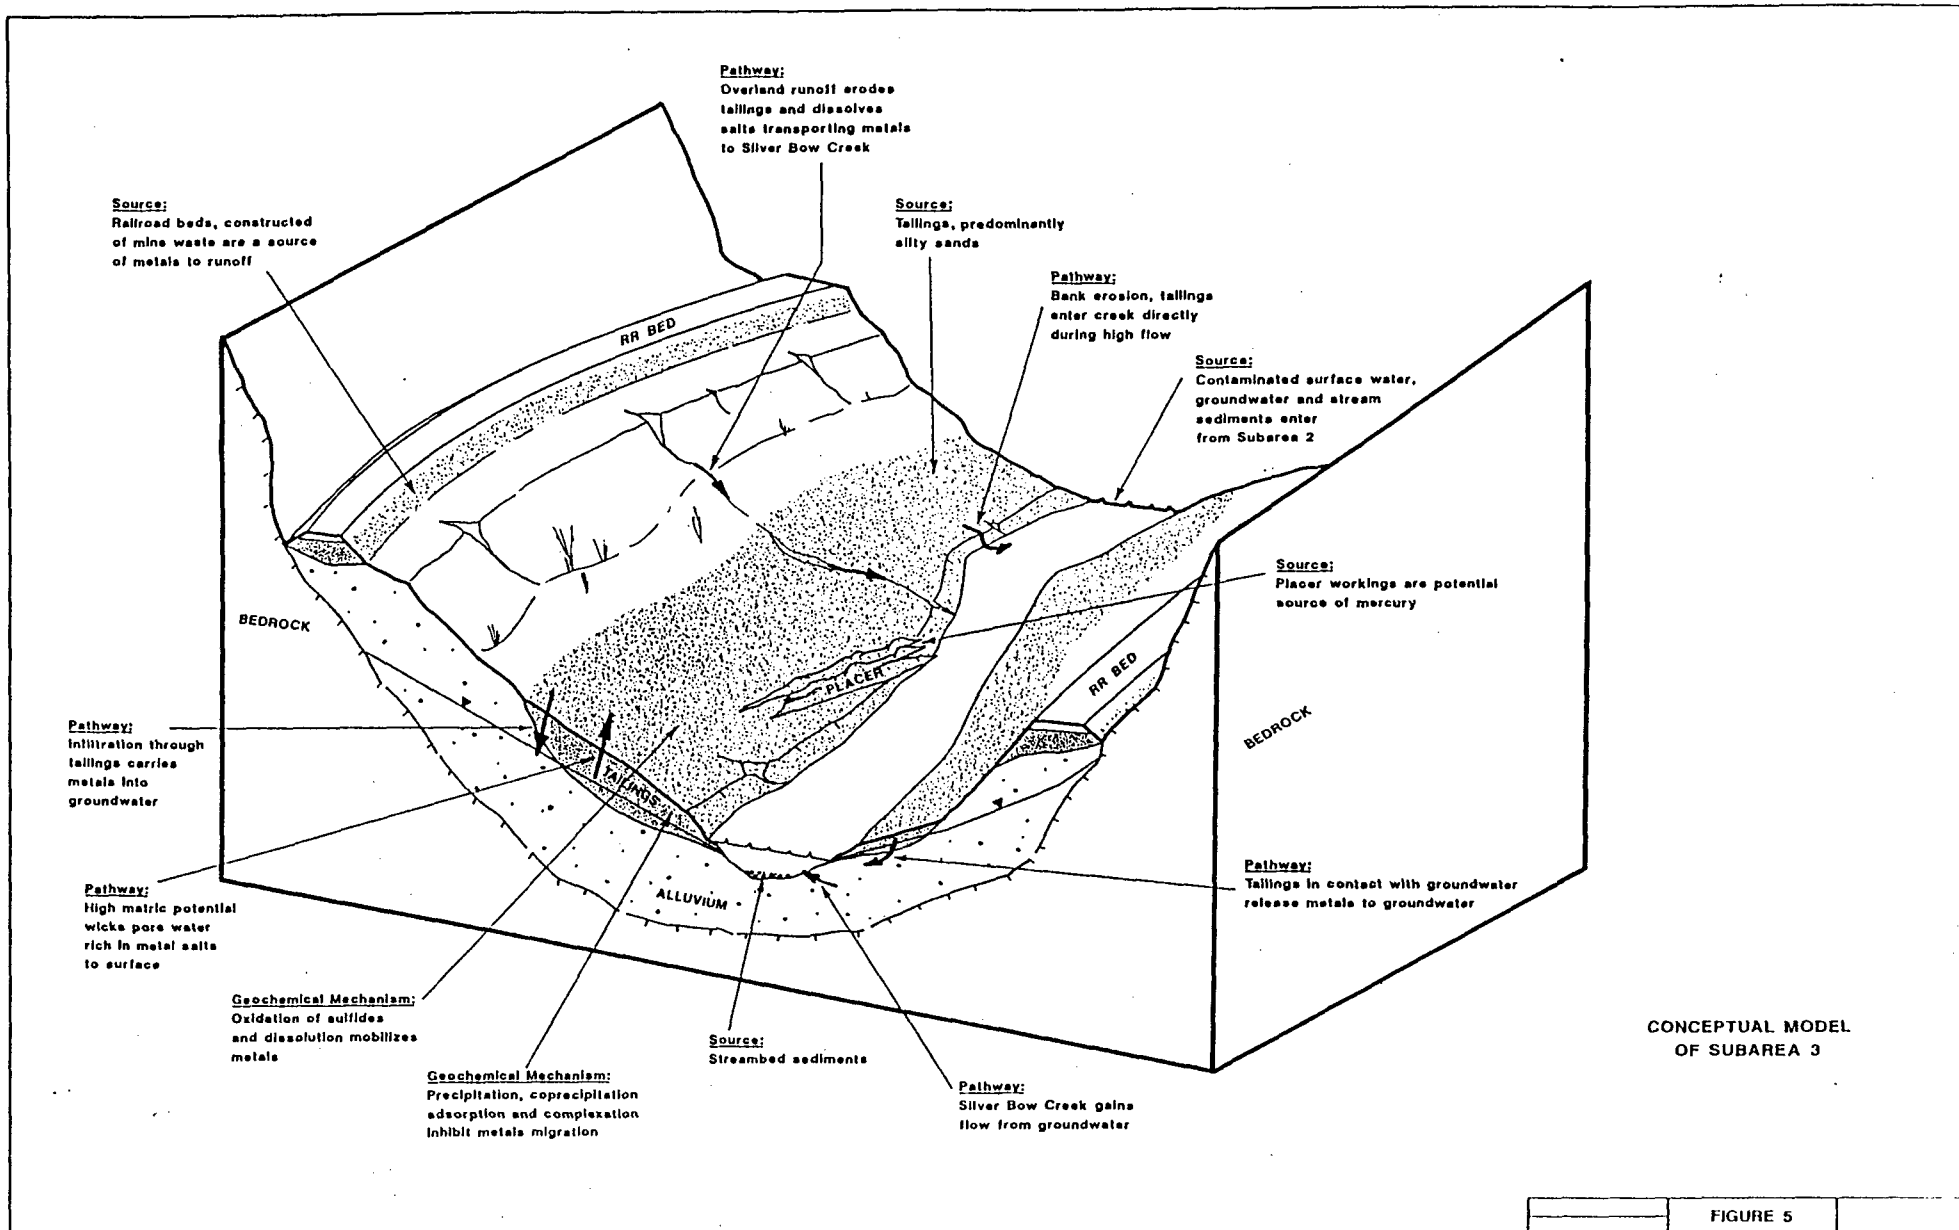 Pathway:
Overland runoff erodes
tailings and dissolves
salts transporting metals
to Silver Bow Creek
Source:
Railroad beds, constructed
of mine waste are a source
of metals to runoff
Source:
Tailings, predominantly
silty sands
Pathway:
Bank erosion, tailings
enter creek directly
during high flow
Source:
Contaminated surface water,
groundwater and stream
sediments enter
from Subarea 2
RR BED
Source:
Placer workings are potential
source of mercury
BEDROCK
PLACER
RR BED
BEDROCK
Pathway:
Infiltration through
tailings carries
metals into
groundwater
TAILINGS
Pathway:
High matric potential
wicks pore water
rich in metal salts
to surface
ALLUVIUM
Pathway:
Tailings in contact with groundwater
release metals to groundwater
Geochemical Mechanism:
Oxidation of sulfides
and dissolution mobilizes
metals
Geochemical Mechanism:
Precipitation, coprecipitation
adsorption and complexation
inhibit metals migration
Source:
Streambed sediments
Pathway:
Silver Bow Creek gains
flow from groundwater
CONCEPTUAL MODEL
OF SUBAREA 3
FIGURE 5